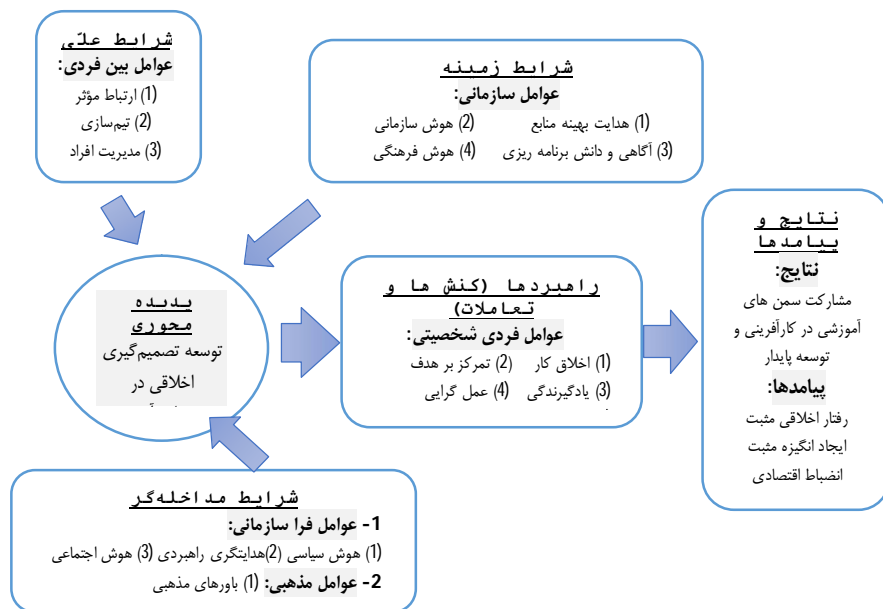 شرایط علّی
عوامل بین فردی:
(1) ارتباط مؤثر
(2) تیم‌سازی
(3) مدیریت افراد
شرایط زمینه
عوامل سازمانی:
(1) هدایت بهینه منابع (2) هوش سازمانی
(3) آگاهی و دانش برنامه ریزی (4) هوش فرهنگی
پدیده
محوری
توسعه تصمیم‌گیری
اخلاقی در
راهبردها (کنش ها و
تعاملات)
عوامل فردی شخصیتی:
(1) اخلاق کار (2) تمرکز بر هدف
(3) یادگیرندگی (4) عمل گرایی
نتایج و
پیامدها
نتایج:
مشارکت سمن های
آموزشی در کارآفرینی و
توسعه پایدار
پیامدها:
رفتار اخلاقی مثبت
ایجاد انگیزه مثبت
انضباط اقتصادی
شرایط مداخله‌گر
1- عوامل فرا سازمانی:
(1) هوش سیاسی (2)هدایتگری راهبردی (3) هوش اجتماعی
2- عوامل مذهبی: (1) باورهای مذهبی